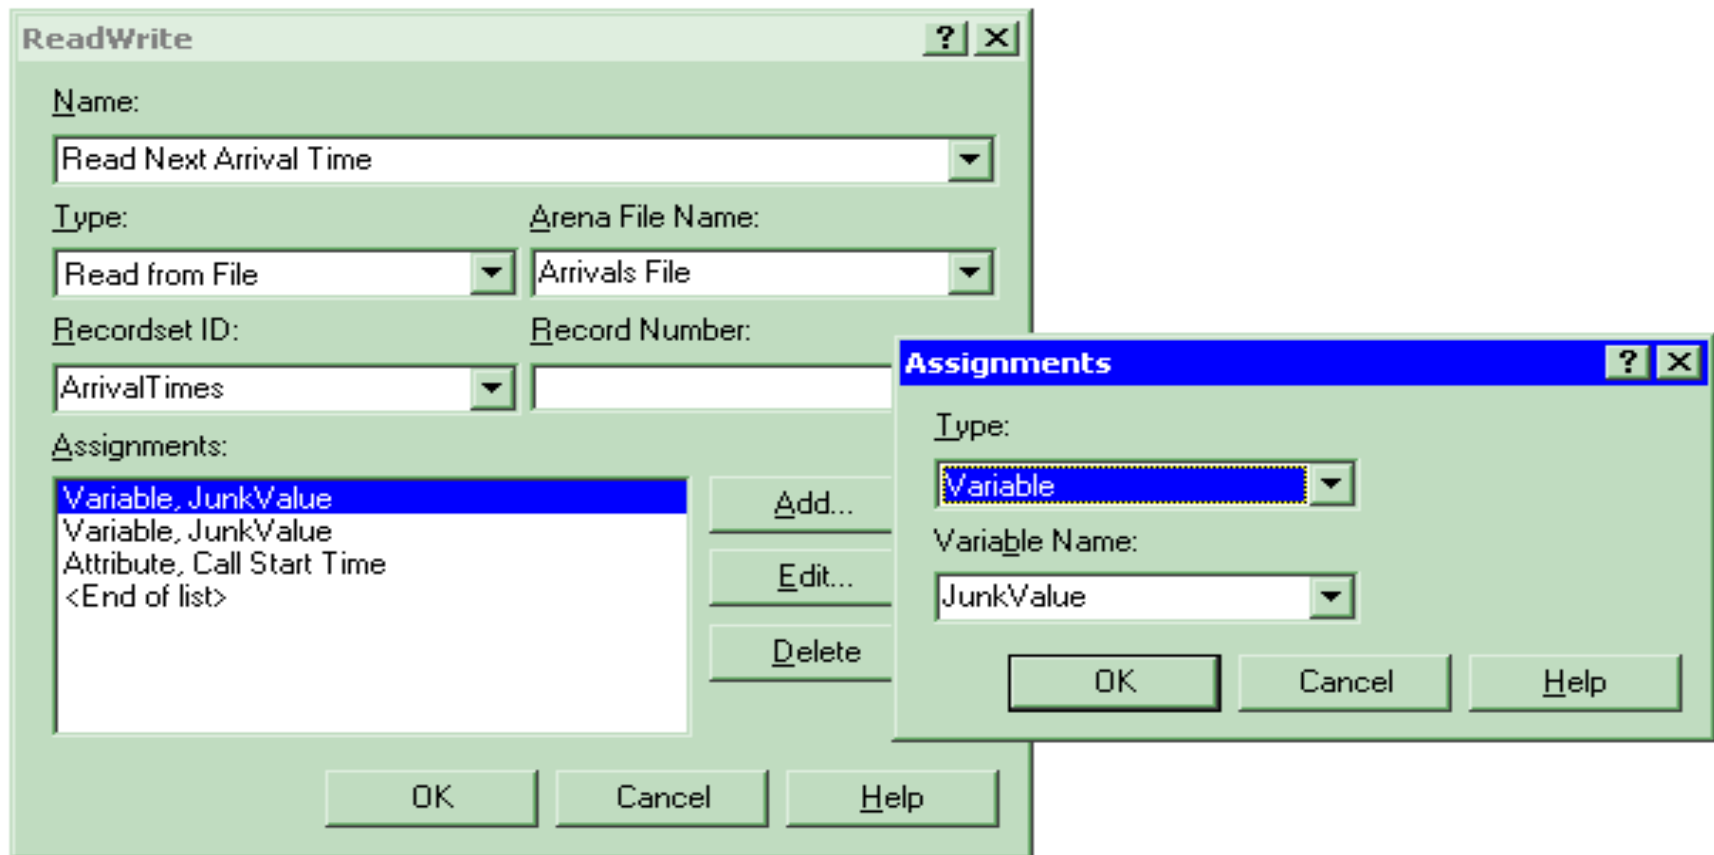 ReadWrite
Name:
Read Next Arrival Time
Type:
Arena File Name:
Read from File
Arrivals File
Recordset ID:
Record Number:
ArrivalTimes
Assignments:
Variable, JunkValue
Variable, JunkValue
Attribute, Call Start Time
<End of list>
Add...
Edit...
Delete
OK
Cancel
Help
Assignments
Type:
Variable
Variable Name:
JunkValue
OK
Cancel
Help